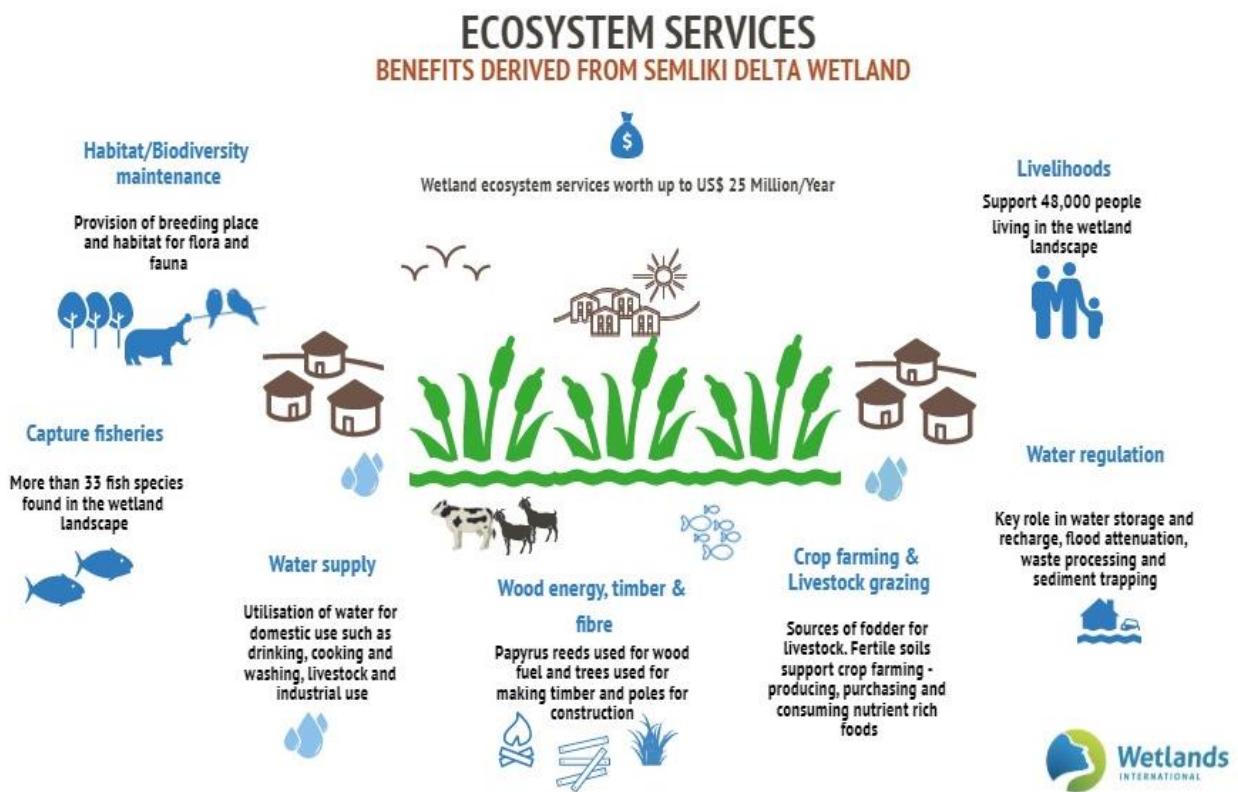 ECOSYSTEM SERVICES
BENEFITS DERIVED FROM SEMLIKI DELTA WETLAND
$
Wetland ecosystem services worth up to US$ 25 Million/Year
Habitat/Biodiversity
maintenance
Provision of breeding place
and habitat for flora and
fauna
Livelihoods
Support 48,000 people
living in the wetland
landscape
Capture fisheries
More than 33 fish species
found in the wetland
landscape
Water supply
Utilisation of water for
domestic use such as
drinking, cooking and
washing, livestock and
industrial use
Wood energy, timber &
fibre
Papyrus reeds used for wood
fuel and trees used for
making timber and poles for
construction
Crop farming &
Livestock grazing
Sources of fodder for
livestock. Fertile soils
support crop farming -
producing, purchasing and
consuming nutrient rich
foods
Water regulation
Key role in water storage and
recharge, flood attenuation,
waste processing and
sediment trapping
Wetlands
INTERNATIONAL